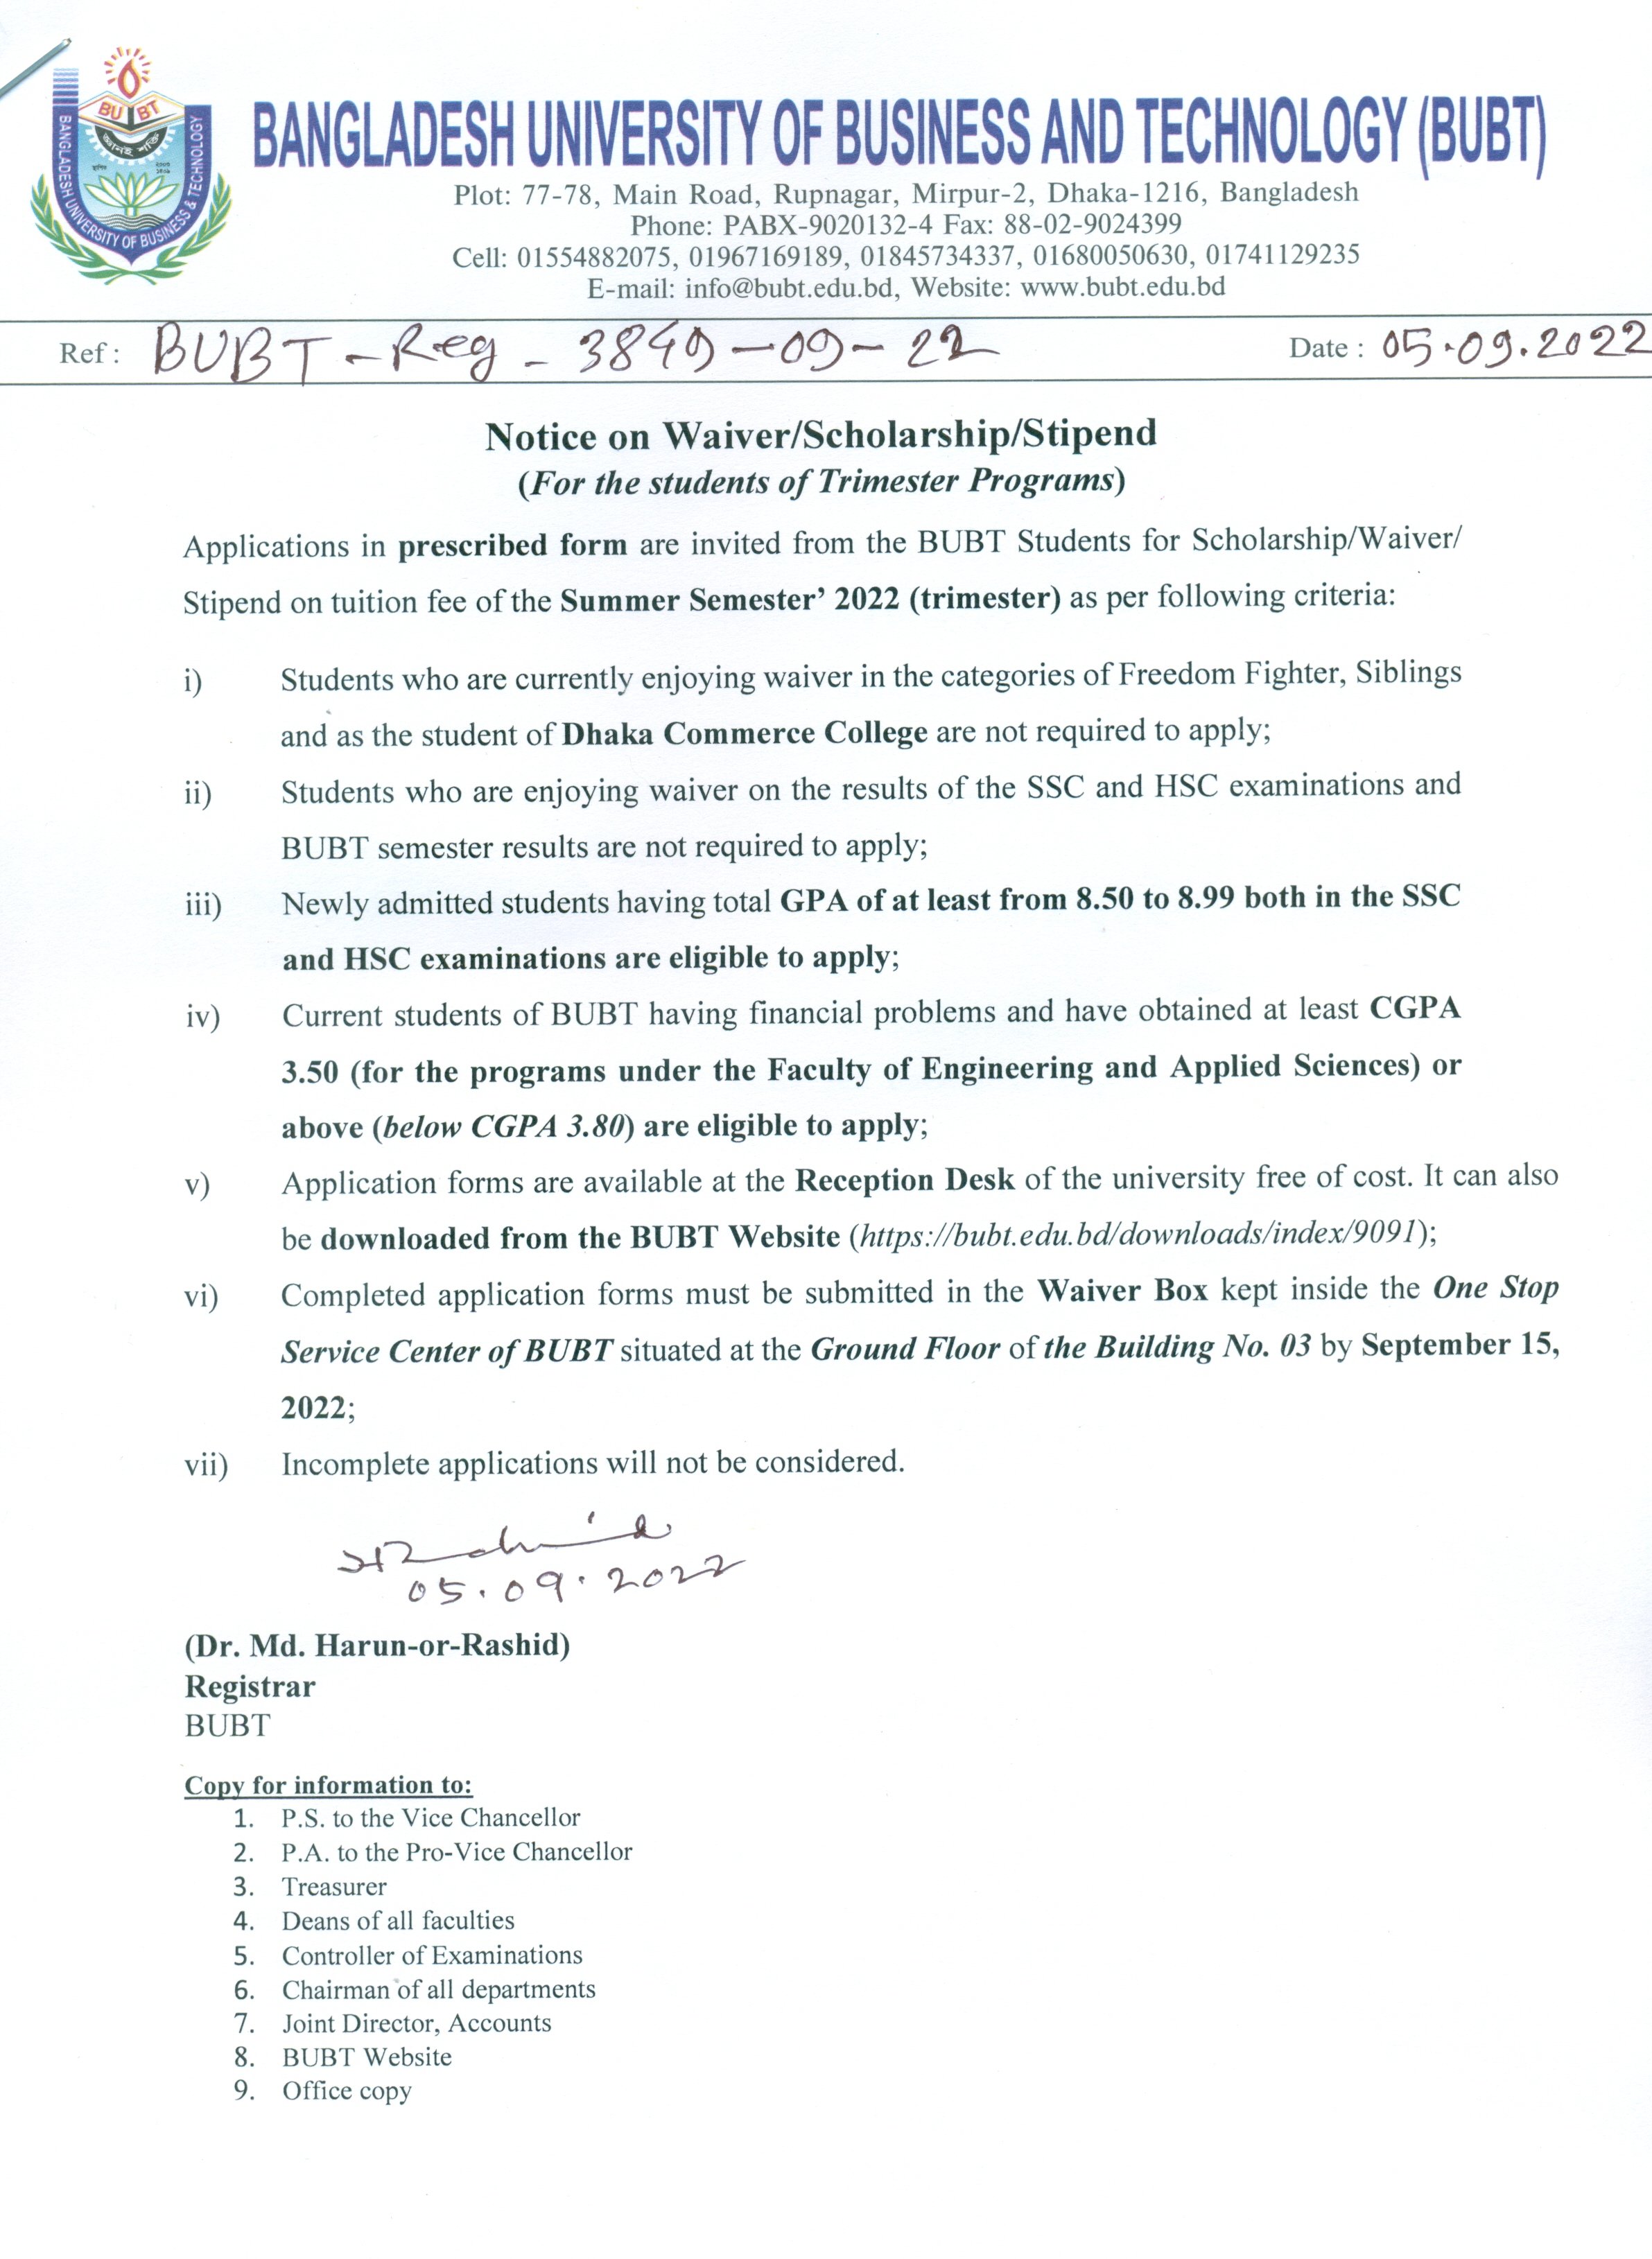 BUBT
BANGLADESH UNIVERSITY OF BUSINESS & TECHNOLOGY
জ্ঞানই শক্তি
BANGLADESH UNIVERSITY OF BUSINESS AND TECHNOLOGY (BUBT)
Plot: 77-78, Main Road, Rupnagar, Mirpur-2, Dhaka-1216, Bangladesh
Phone: PABX-9020132-4 Fax: 88-02-9024399
Cell: 01554882075, 01967169189, 01845734337, 01680050630, 01741129235
E-mail: info@bubt.edu.bd, Website: www.bubt.edu.bd
Ref : BUBT-Reg-3849-09-22 Date : 05.09.2022
Notice on Waiver/Scholarship/Stipend
(For the students of Trimester Programs)
Applications in prescribed form are invited from the BUBT Students for Scholarship/Waiver/
Stipend on tuition fee of the Summer Semester’ 2022 (trimester) as per following criteria:
i) Students who are currently enjoying waiver in the categories of Freedom Fighter, Siblings
and as the student of Dhaka Commerce College are not required to apply;
ii) Students who are enjoying waiver on the results of the SSC and HSC examinations and
BUBT semester results are not required to apply;
iii) Newly admitted students having total GPA of at least from 8.50 to 8.99 both in the SSC
and HSC examinations are eligible to apply;
iv) Current students of BUBT having financial problems and have obtained at least CGPA
3.50 (for the programs under the Faculty of Engineering and Applied Sciences) or
above (below CGPA 3.80) are eligible to apply;
v) Application forms are available at the Reception Desk of the university free of cost. It can also
be downloaded from the BUBT Website (https://bubt.edu.bd/downloads/index/9091);
vi) Completed application forms must be submitted in the Waiver Box kept inside the One Stop
Service Center of BUBT situated at the Ground Floor of the Building No. 03 by September 15,
2022;
vii) Incomplete applications will not be considered.
05.09.2022
(Dr. Md. Harun-or-Rashid)
Registrar
BUBT
Copy for information to:
1. P.S. to the Vice Chancellor
2. P.A. to the Pro-Vice Chancellor
3. Treasurer
4. Deans of all faculties
5. Controller of Examinations
6. Chairman of all departments
7. Joint Director, Accounts
8. BUBT Website
9. Office copy